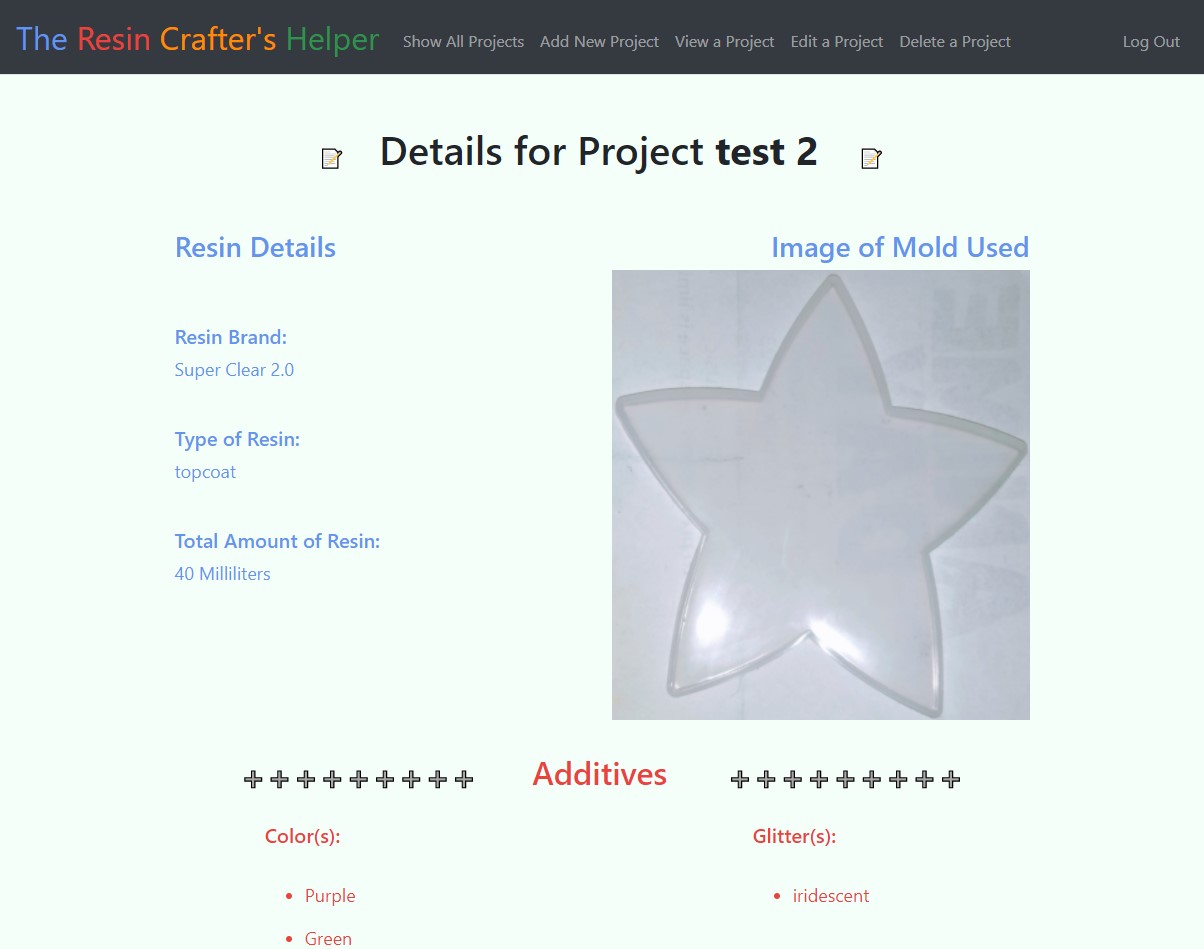 The Resin Crafter's Helper Show All Projects Add New Project View a Project Edit a Project Delete a Project Log Out
Details for Project test 2
Resin Details
Image of Mold Used
Resin Brand:
Super Clear 2.0
Type of Resin:
topcoat
Total Amount of Resin:
40 Milliliters
Additives
Color(s):
Purple
Green
Glitter(s):
iridescent